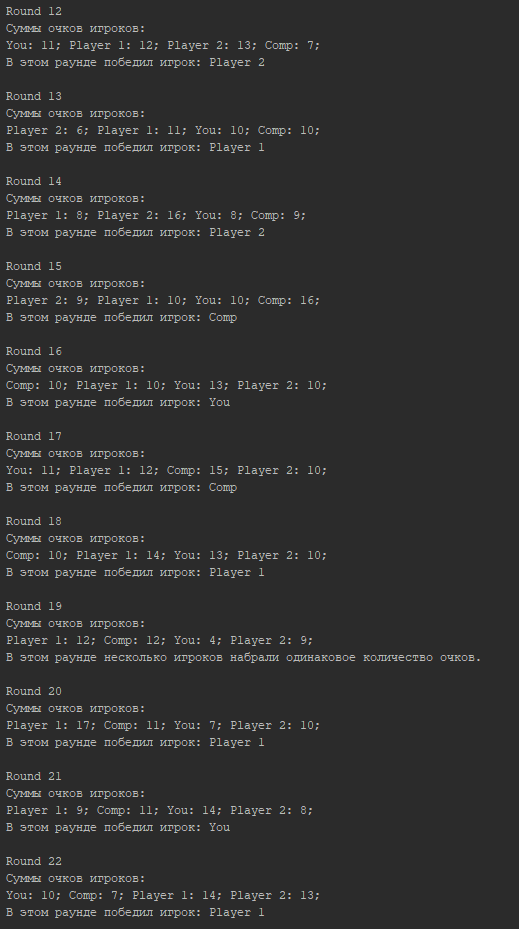 Round 12
Суммы очков игроков:
You: 11; Player 1: 12; Player 2: 13; Comp: 7;
В этом раунде победил игрок: Player 2
Round 13
Суммы очков игроков:
Player 2: 6; Player 1: 11; You: 10; Comp: 10;
В этом раунде победил игрок: Player 1
Round 14
Суммы очков игроков:
Player 1: 8; Player 2: 16; You: 8; Comp: 9;
В этом раунде победил игрок: Player 2
Round 15
Суммы очков игроков:
Player 2: 9; Player 1: 10; You: 10; Comp: 16;
В этом раунде победил игрок: Comp
Round 16
Суммы очков игроков:
Comp: 10; Player 1: 10; You: 13; Player 2: 10;
В этом раунде победил игрок: You
Round 17
Суммы очков игроков:
You: 11; Player 1: 12; Comp: 15; Player 2: 10;
В этом раунде победил игрок: Comp
Round 18
Суммы очков игроков:
Comp: 10; Player 1: 14; You: 13; Player 2: 10;
В этом раунде победил игрок: Player 1
Round 19
Суммы очков игроков:
Player 1: 12; Comp: 12; You: 4; Player 2: 9;
В этом раунде несколько игроков набрали одинаковое количество очков.
Round 20
Суммы очков игроков:
Player 1: 17; Comp: 11; You: 7; Player 2: 10;
В этом раунде победил игрок: Player 1
Round 21
Суммы очков игроков:
Player 1: 9; Comp: 11; You: 14; Player 2: 8;
В этом раунде победил игрок: You
Round 22
Суммы очков игроков:
You: 10; Comp: 7; Player 1: 14; Player 2: 13;
В этом раунде победил игрок: Player 1